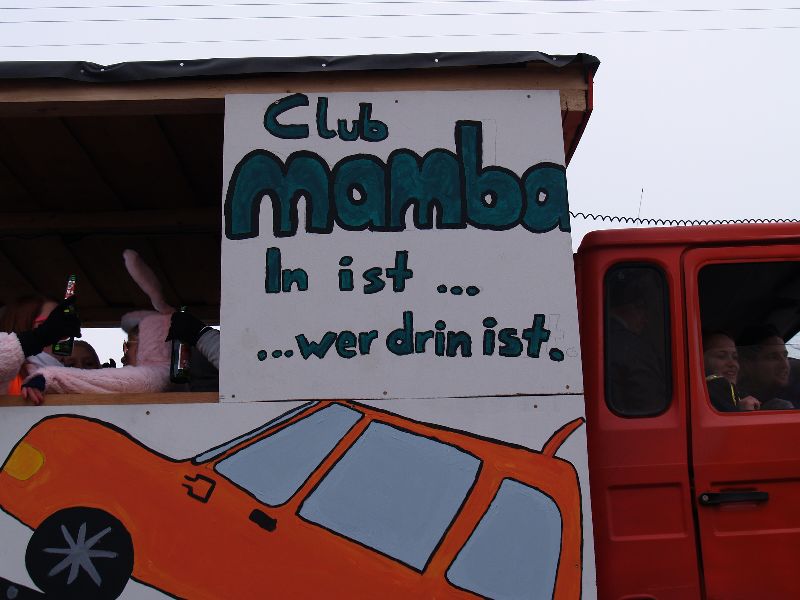 Club
mamba
In ist ...
...wer drin ist.